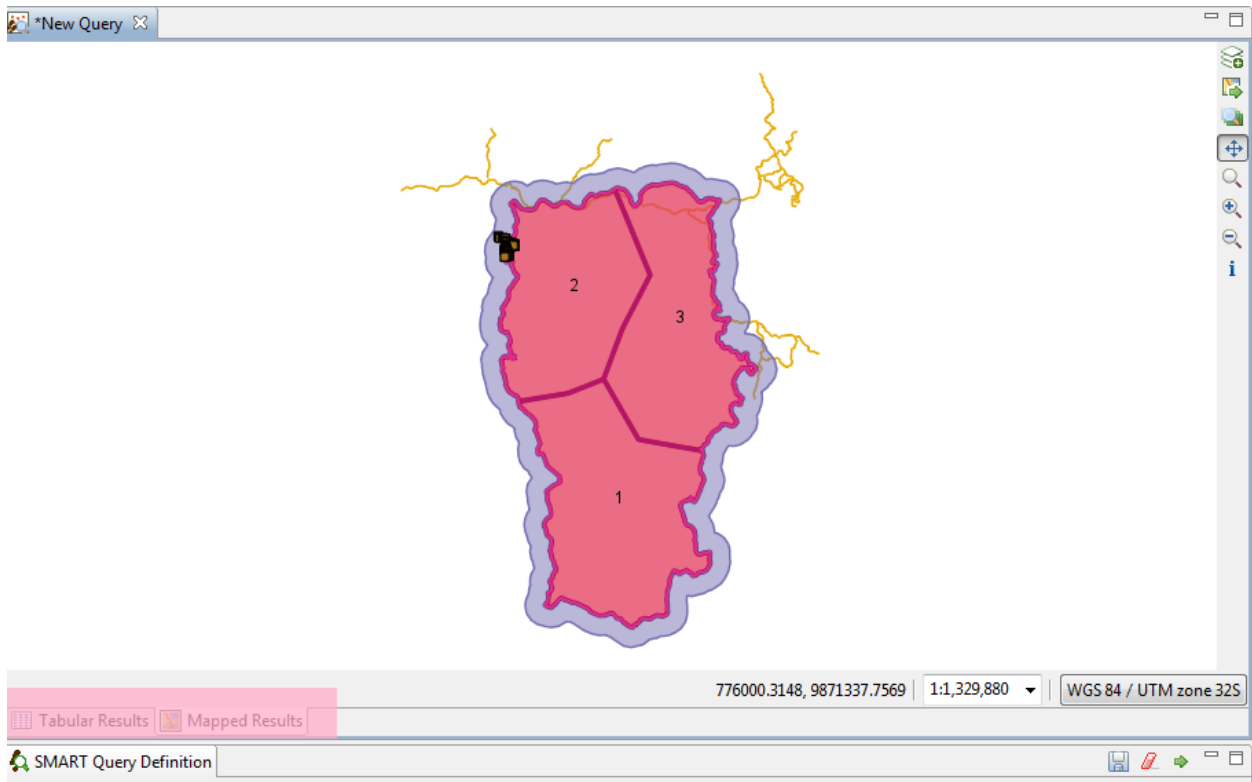 *New Query
2
3
1
776000.3148, 9871337.7569 1:1,329,880 WGS 84 / UTM zone 32S
Tabular Results Mapped Results
SMART Query Definition